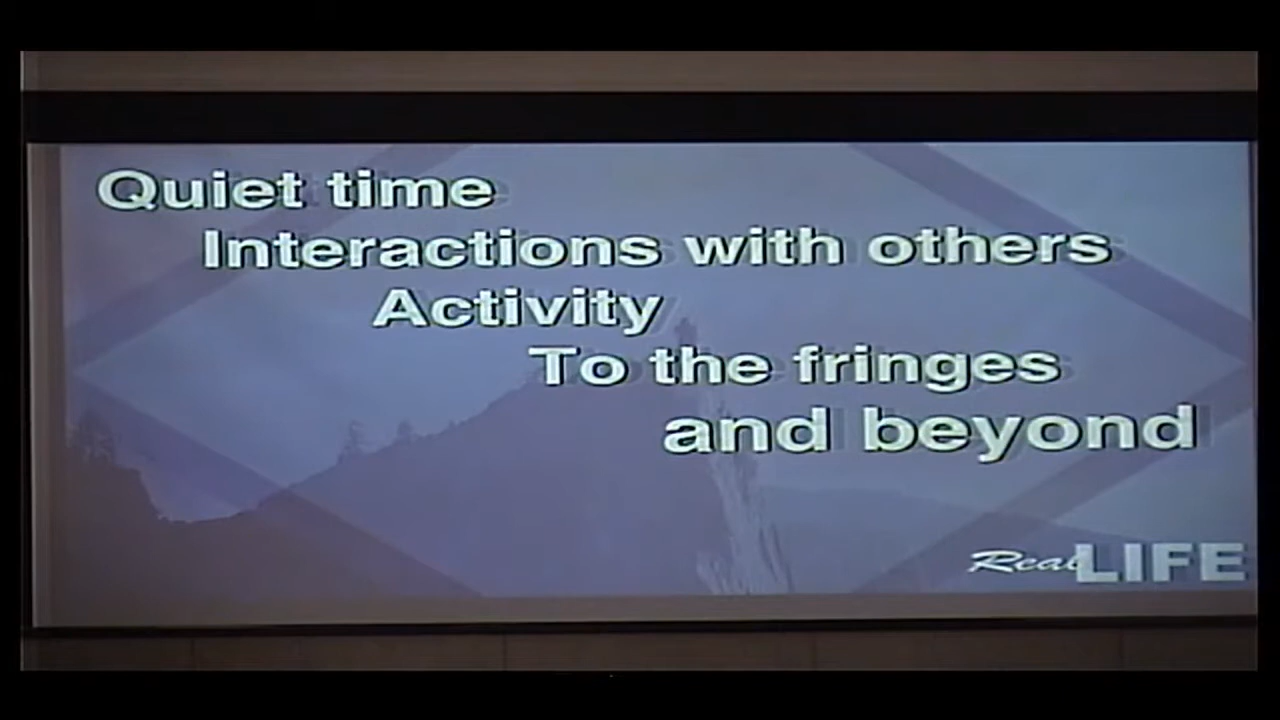 Quiet time
Interactions with others
Activity
To the fringes
and beyond
Real LIFE